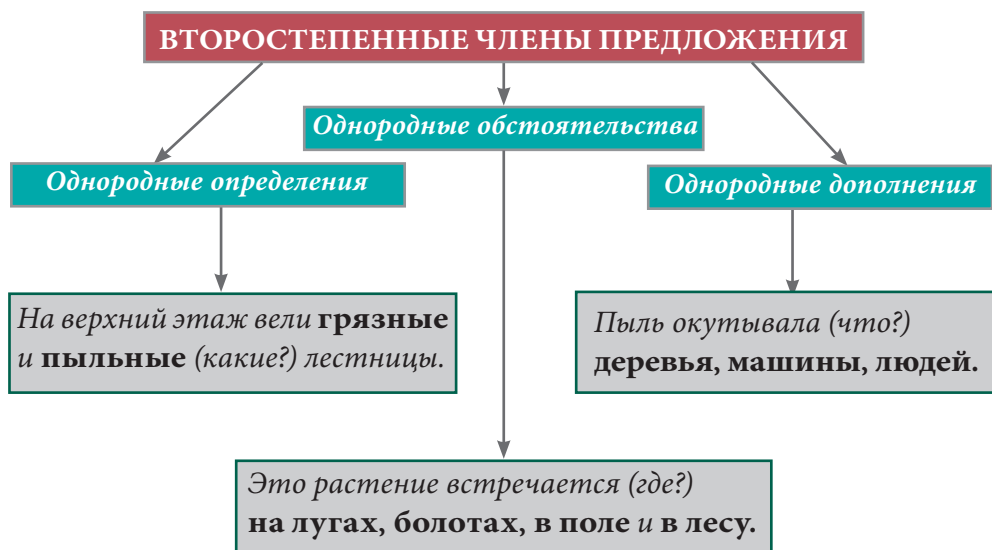 ВТОРОСТЕПЕННЫЕ ЧЛЕНЫ ПРЕДЛОЖЕНИЯ
Однородные обстоятельства
Однородные определения
Однородные дополнения
На верхний этаж вели грязные
и пыльные (какие?) лестницы.
Пыль окутывала (что?)
деревья, машины, людей.
Это растение встречается (где?)
на лугах, болотах, в поле и в лесу.